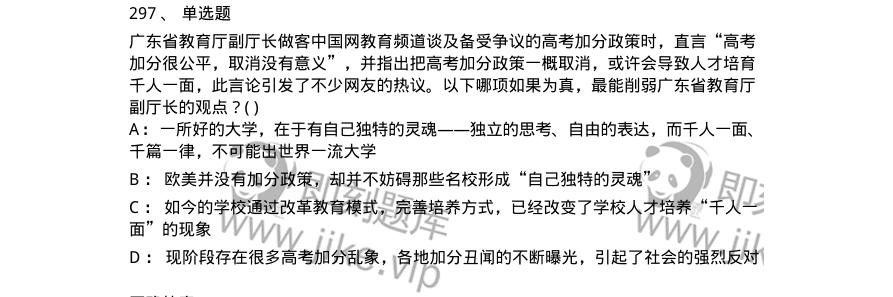 297 、 单选题
广东省教育厅副厅长做客中国网教育频道谈及备受争议的高考加分政策时，直言“高考
加分很公平，取消没有意义”，并指出把高考加分政策一概取消，或许会导致人才培育
千人一面，此言论引发了不少网友的热议。以下哪项如果为真，最能削弱广东省教育厅
副厅长的观点？( )
A： 一所好的大学，在于有自己独特的灵魂——独立的思考、自由的表达，而千人一面、
千篇一律，不可能出世界一流大学
B ： 欧美并没有加分政策，却并不妨碍那些名校形成“自己独特的灵魂”
C ： 如今的学校通过改革教育模式，完善培养方式，已经改变了学校人才培养“千人一
面”的现象
D ： 现阶段存在很多高考加分乱象，各地加分丑闻的不断曝光，引起了社会的强烈反对
即刻题库
www.jike.vip
即刻
www.jike